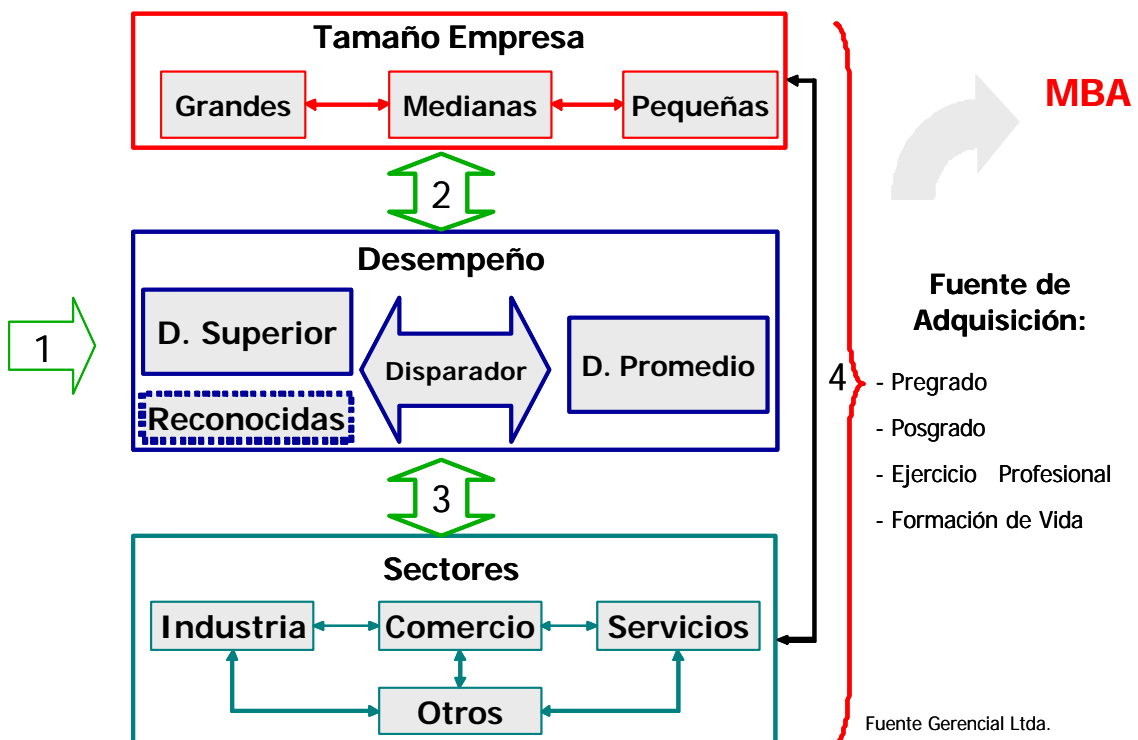 Tamaño Empresa
Grandes
Medianas
Pequeñas
MBA
2
Desempeño
D. Superior
Disparador
D. Promedio
Reconocidas
1
3
Sectores
Industria
Comercio
Servicios
Otros
4
Fuente de
Adquisición:
- Pregrado
- Posgrado
- Ejercicio Profesional
- Formación de Vida
Fuente Gerencial Ltda.